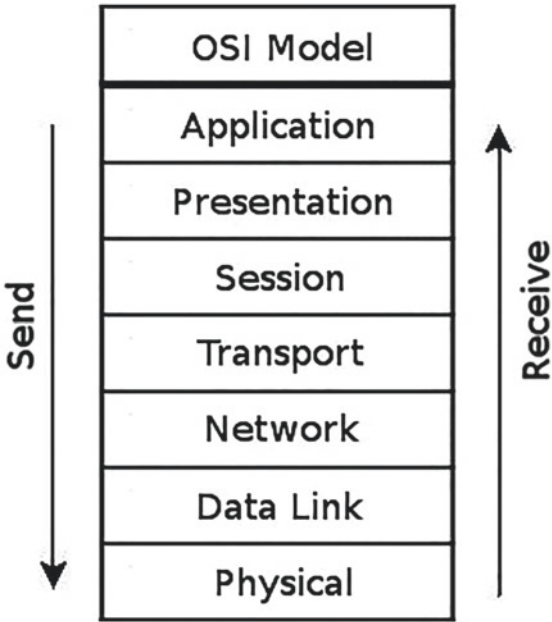 OSI Model
Application
Presentation
Session
Transport
Network
Data Link
Physical
Send
Receive